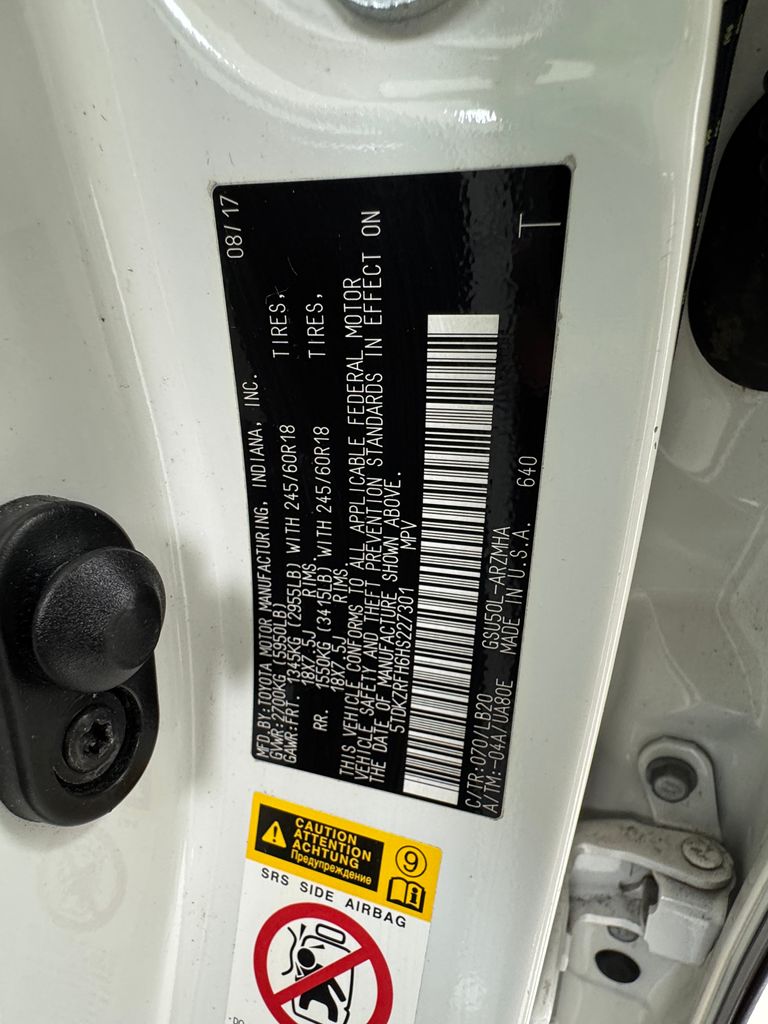 MFD.BY:TOYOTA MOTOR MANUFACTURING, INDIANA, INC. 08/17
GVWR:2700KG(5950LB)
GAWR:FRT. 1345KG(2955LB) WITH 245/60R18 TIRES,
18X7.5J RIMS
RR. 1550KG(3415LB) WITH 245/60R18 TIRES,
18X7.5J RIMS
THIS VEHICLE CONFORMS TO ALL APPLICABLE FEDERAL MOTOR
VEHICLE SAFETY AND THEFT PREVENTION STANDARDS IN EFFECT ON
THE DATE OF MANUFACTURE SHOWN ABOVE.
5TDKZRFH6HS227301 MPV
C/TR:070/LB20 GSU50L-ARZMHA
A/TM:-04A/UA80E MADE IN U.S.A. 640 T
CAUTION
ATTENTION
ACHTUNG
Предупреждение
9
SRS SIDE AIRBAG